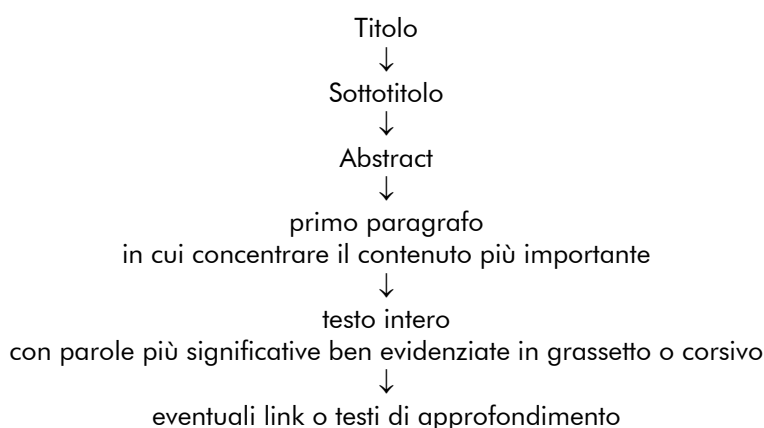 Titolo
↓
Sottotitolo
↓
Abstract
↓
primo paragrafo
in cui concentrare il contenuto più importante
↓
testo intero
con parole più significative ben evidenziate in grassetto o corsivo
↓
eventuali link o testi di approfondimento